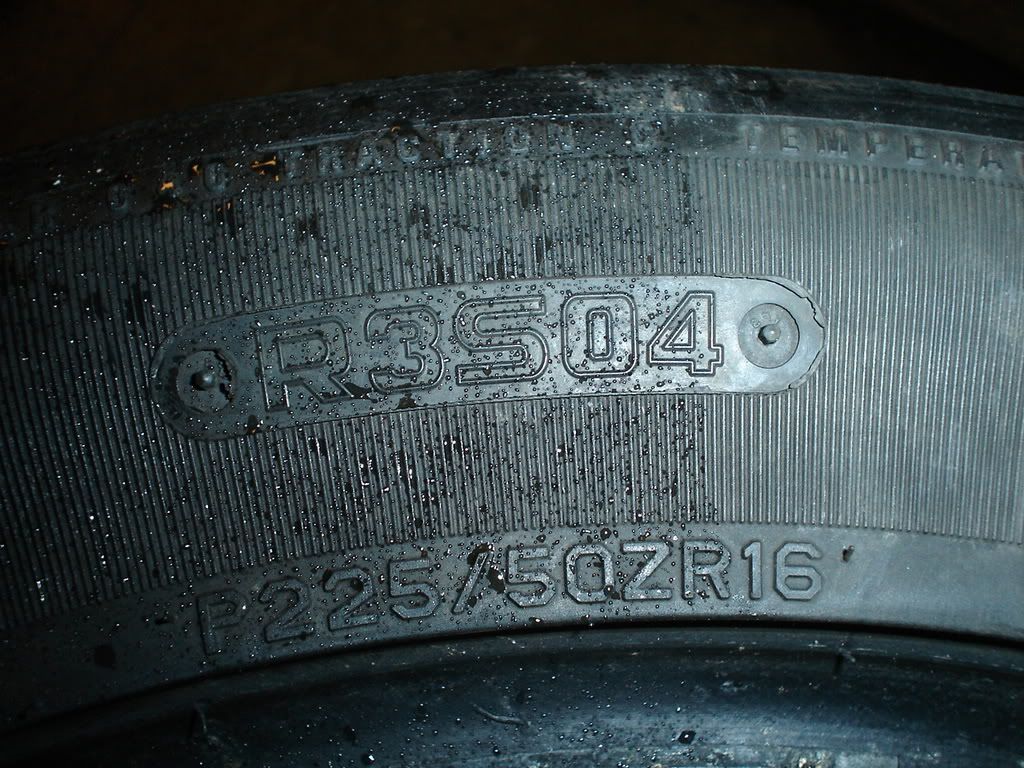 TRACTION C TEMPERA
R3S04
P225/50ZR16